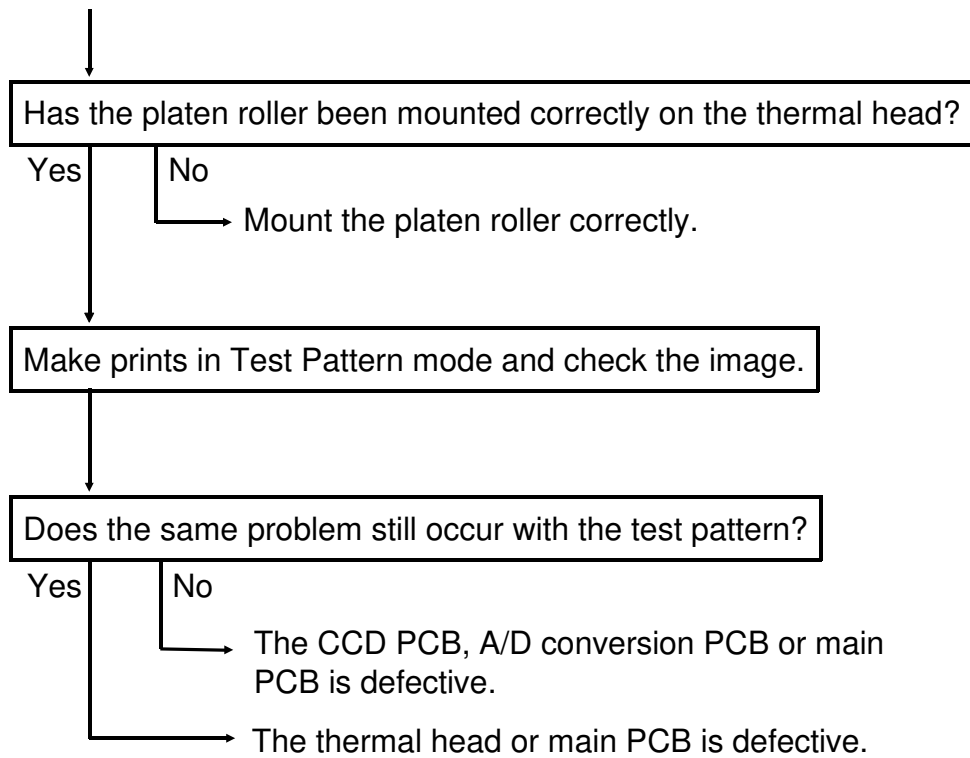 Has the platen roller been mounted correctly on the thermal head?
Yes No
Mount the platen roller correctly.
Make prints in Test Pattern mode and check the image.
Does the same problem still occur with the test pattern?
Yes No
The CCD PCB, A/D conversion PCB or main
PCB is defective.
The thermal head or main PCB is defective.